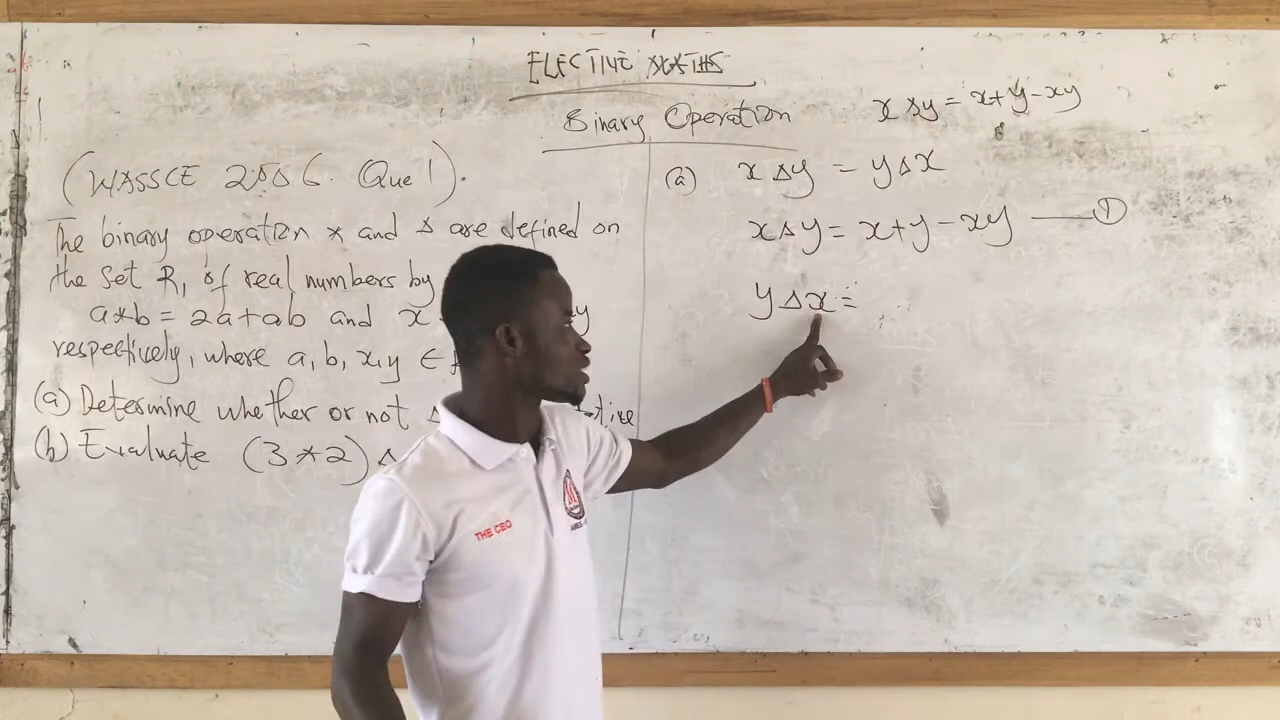 ELECTIVE MATHS
Binary Operation
x Δ y = x + y - xy
(WASSCE 2006. Que 1).
The binary operation * and Δ are defined on
the set R, of real numbers by
a * b = 2a + ab and x y
respectively, where a, b, x, y ∈
(a) Determine whether or not Δ
(b) Evaluate (3 * 2) Δ
(a) x Δ y = y Δ x
x Δ y = x + y - xy — ①
y Δ x =
THE CEO